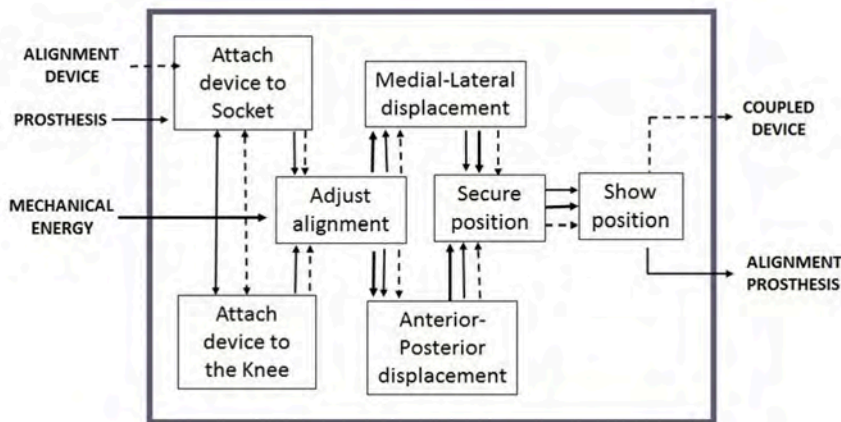 ALIGNMENT
DEVICE
PROSTHESIS
MECHANICAL
ENERGY
Attach
device to
Socket
Adjust
alignment
Attach
device to
the Knee
Medial-Lateral
displacement
Anterior-
Posterior
displacement
Secure
position
Show
position
COUPLED
DEVICE
ALIGNMENT
PROSTHESIS